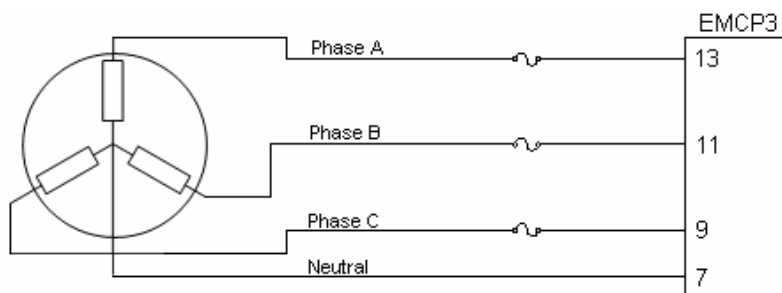 EMCP3
Phase A
13
Phase B
11
Phase C
9
Neutral
7